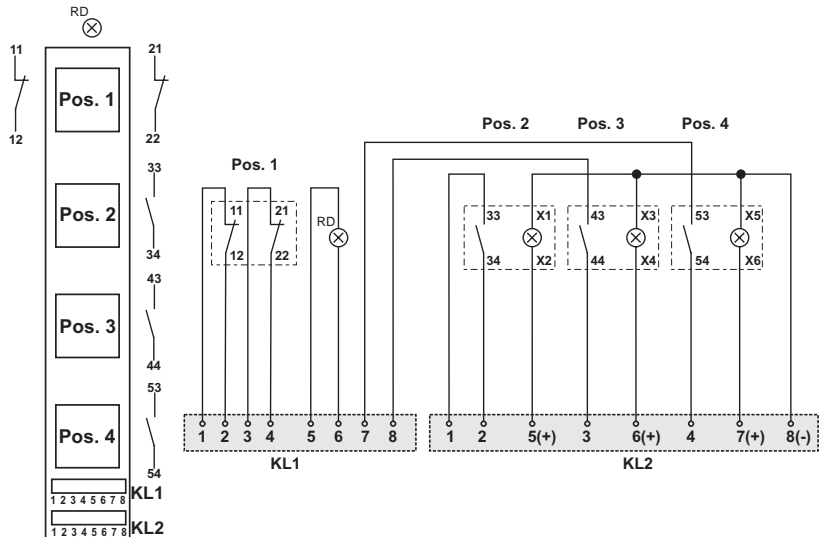 RD
11
21
Pos. 1
12
22
33
Pos. 2
34
43
Pos. 3
44
53
Pos. 4
54
KL1
1 2 3 4 5 6 7 8
KL2
1 2 3 4 5 6 7 8
Pos. 1
11 21
RD
12 22
1 2 3 4 5 6 7 8
KL1
Pos. 2 Pos. 3 Pos. 4
33 X1 43 X3 53 X5
34 X2 44 X4 54 X6
1 2 5(+) 3 6(+) 4 7(+) 8(-)
KL2